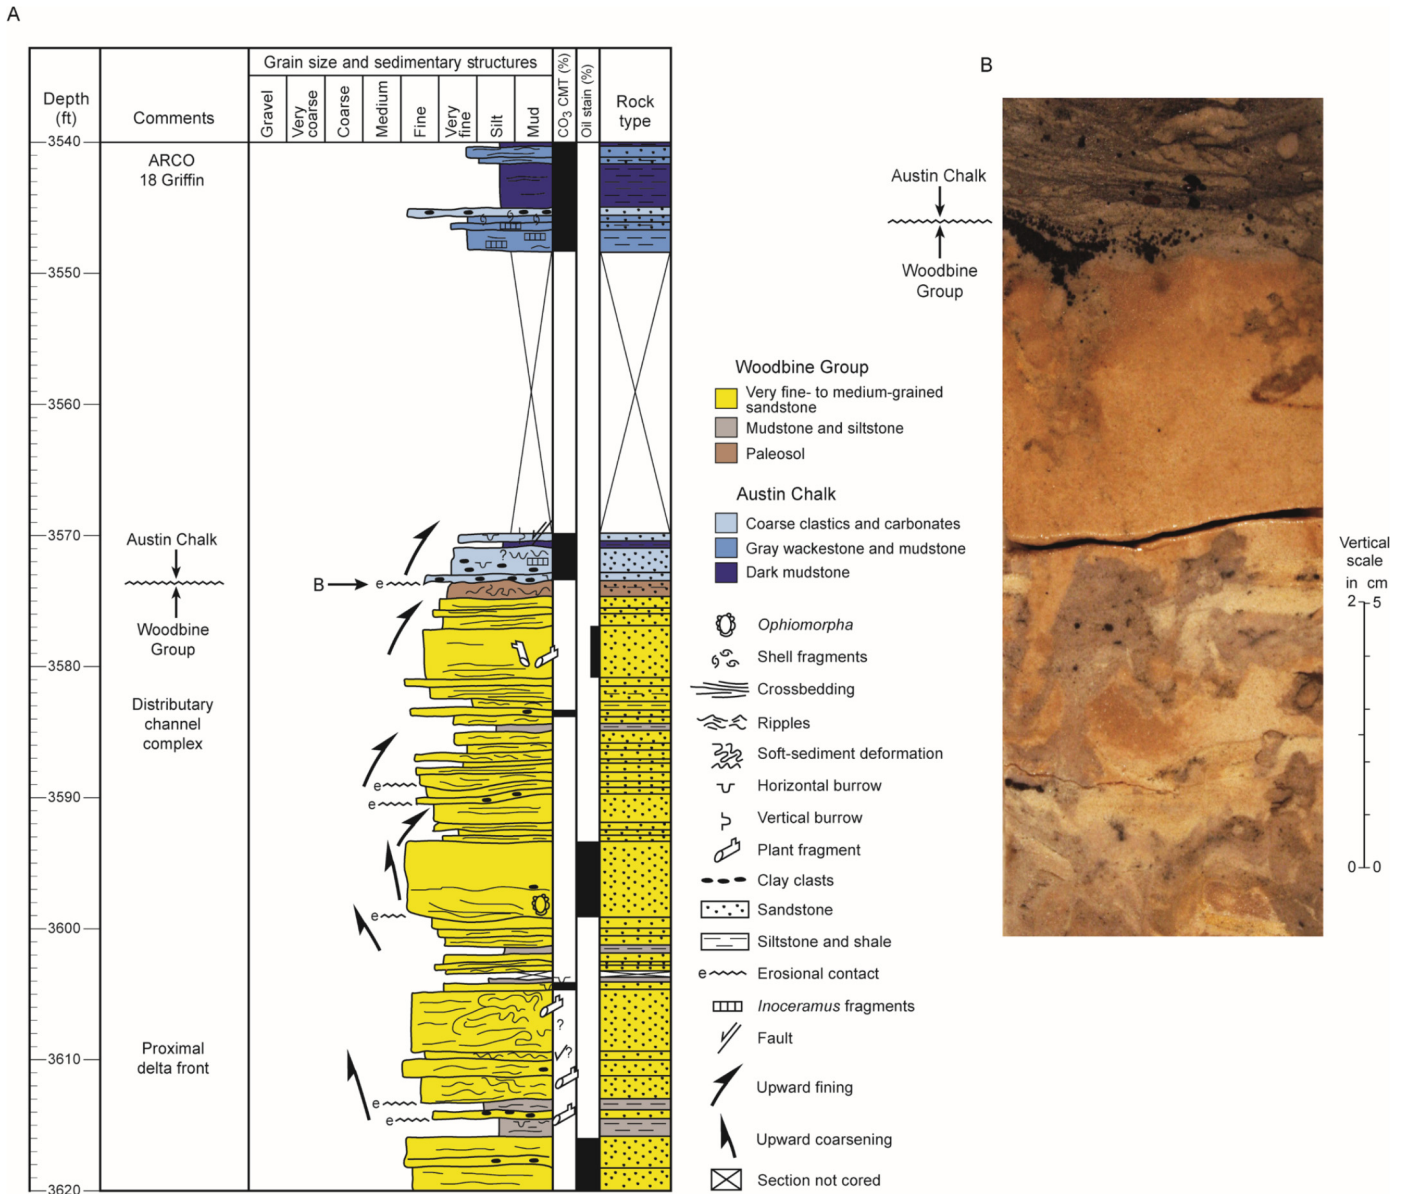 A
Depth
(ft)
Comments
Grain size and sedimentary structures
Gravel
Very
coarse
Coarse
Medium
Fine
Very
fine
Silt
Mud
CO3 CMT (%)
Oil stain (%)
Rock
type
3540
ARCO
18 Griffin
3550
3560
3570
Austin Chalk
B
e
Woodbine
Group
3580
Distributary
channel
complex
e
3590
e
e
3600
Proximal
delta front
3610
e
e
3620
?
?
?
Woodbine Group
Very fine- to medium-grained
sandstone
Mudstone and siltstone
Paleosol
Austin Chalk
Coarse clastics and carbonates
Gray wackestone and mudstone
Dark mudstone
Ophiomorpha
Shell fragments
Crossbedding
Ripples
Soft-sediment deformation
Horizontal burrow
Vertical burrow
Plant fragment
Clay clasts
Sandstone
Siltstone and shale
e
Erosional contact
Inoceramus fragments
Fault
Upward fining
Upward coarsening
Section not cored
B
Austin Chalk
Woodbine
Group
Vertical
scale
in cm
2 5
0 0